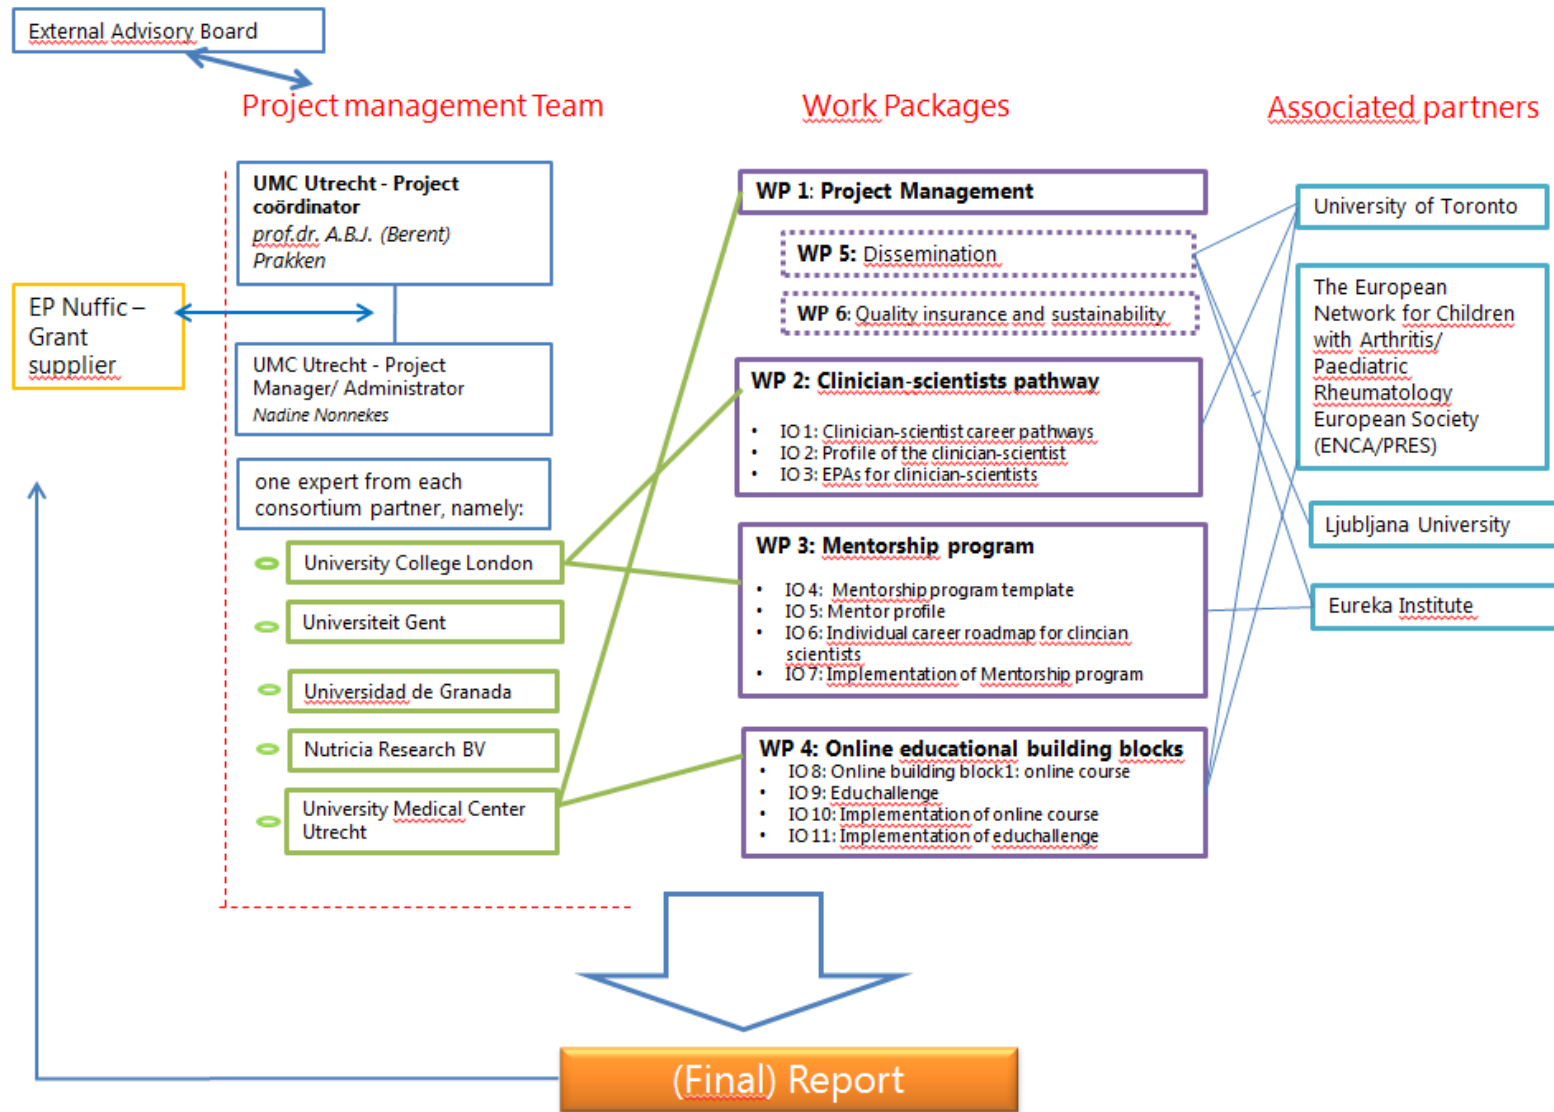 External Advisory Board
Project management Team
Work Packages
Associated partners
UMC Utrecht - Project
coördinator
prof.dr. A.B.J. (Berent)
Prakken
EP Nuffic –
Grant
supplier
UMC Utrecht - Project
Manager/ Administrator
Nadine Nonnekes
one expert from each
consortium partner, namely:
University College London
Universiteit Gent
Universidad de Granada
Nutricia Research BV
University Medical Center
Utrecht
WP 1: Project Management
WP 5: Dissemination
WP 6: Quality insurance and sustainability
WP 2: Clinician-scientists pathway
• IO 1: Clinician-scientist career pathways
• IO 2: Profile of the clinician-scientist
• IO 3: EPAs for clinician-scientists
WP 3: Mentorship program
• IO 4: Mentorship program template
• IO 5: Mentor profile
• IO 6: Individual career roadmap for clincian
scientists
• IO 7: Implementation of Mentorship program
WP 4: Online educational building blocks
• IO 8: Online building block1: online course
• IO 9: Educhallenge
• IO 10: Implementation of online course
• IO 11: Implementation of educhallenge
University of Toronto
The European
Network for Children
with Arthritis/
Paediatric
Rheumatology
European Society
(ENCA/PRES)
Ljubljana University
Eureka Institute
(Final) Report